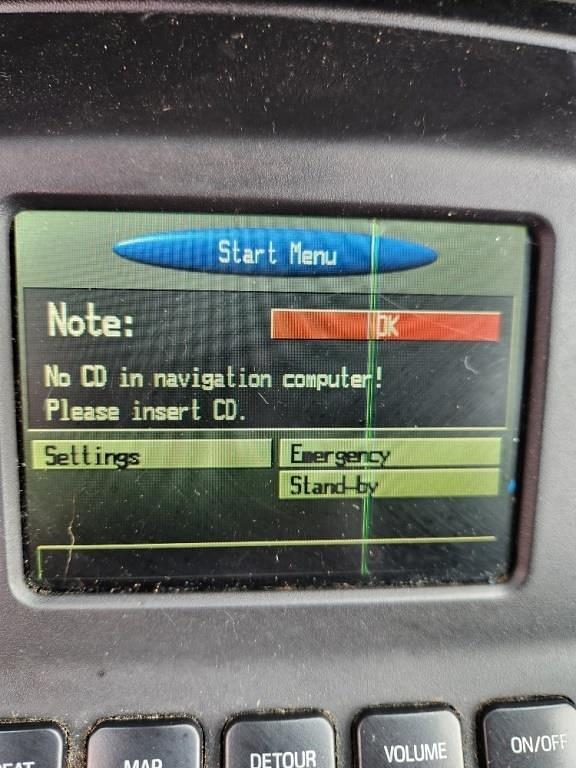 Start Menu
Note:
OK
No CD in navigation computer!
Please insert CD.
Settings
Emergency
Stand-by
MAP
DETOUR
VOLUME
ON/OFF